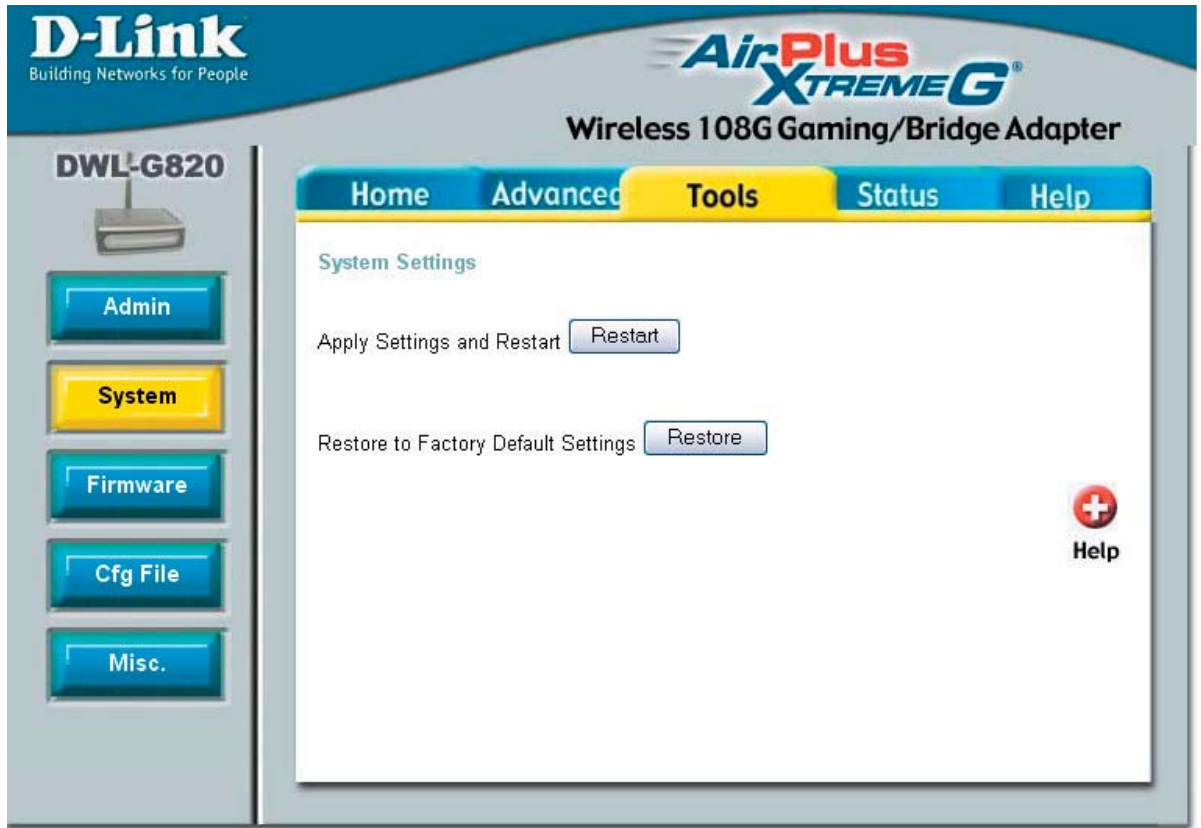 D-Link
Building Networks for People
AirPlus
XTREME G®
Wireless 108G Gaming/Bridge Adapter
DWL-G820
Home Advanced Tools Status Help
Admin
System
Firmware
Cfg File
Misc.
System Settings
Apply Settings and Restart Restart
Restore to Factory Default Settings Restore
Help